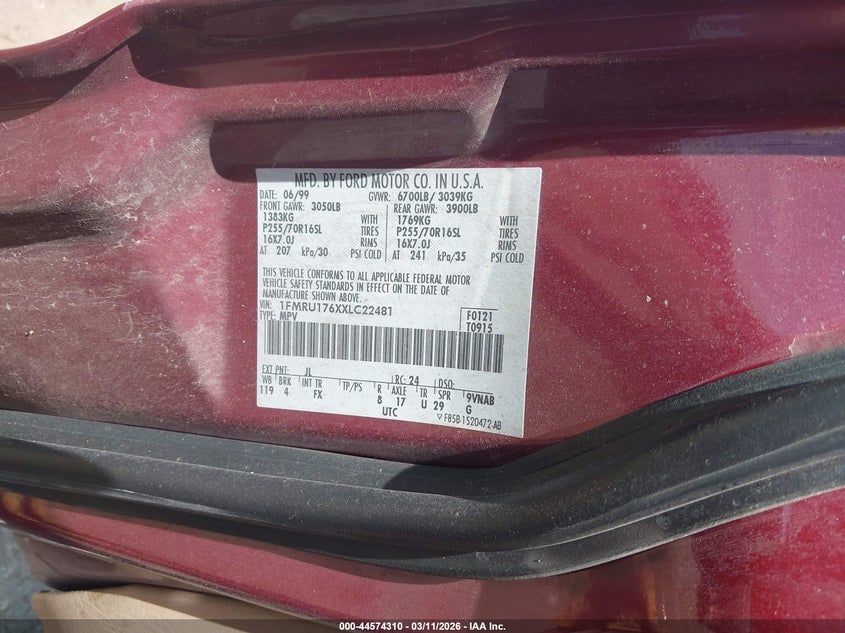 MFD. BY FORD MOTOR CO. IN U.S.A.
DATE: 06/99 GVWR: 6700LB/ 3039KG
FRONT GAWR: 3050LB REAR GAWR: 3900LB
1383KG WITH 1769KG WITH
P255/70R16SL TIRES P255/70R16SL TIRES
16X7.0J RIMS 16X7.0J RIMS
AT 207 kPa/30 PSI COLD AT 241 kPa/35 PSI COLD
THIS VEHICLE CONFORMS TO ALL APPLICABLE FEDERAL MOTOR
VEHICLE SAFETY STANDARDS IN EFFECT ON THE DATE OF
MANUFACTURE SHOWN ABOVE.
VIN: 1FMRU176XXLC22481 F0121
TYPE: MPV T0915
EXT PNT: JL RC: 24 DSO:
WB BRK INT TR TP/PS R AXLE TR SPR 9VNAB
119 4 FX 8 17 U 29 G
UTC F85B-1520472-AB
000-44574310 - 03/11/2026 - IAA Inc.